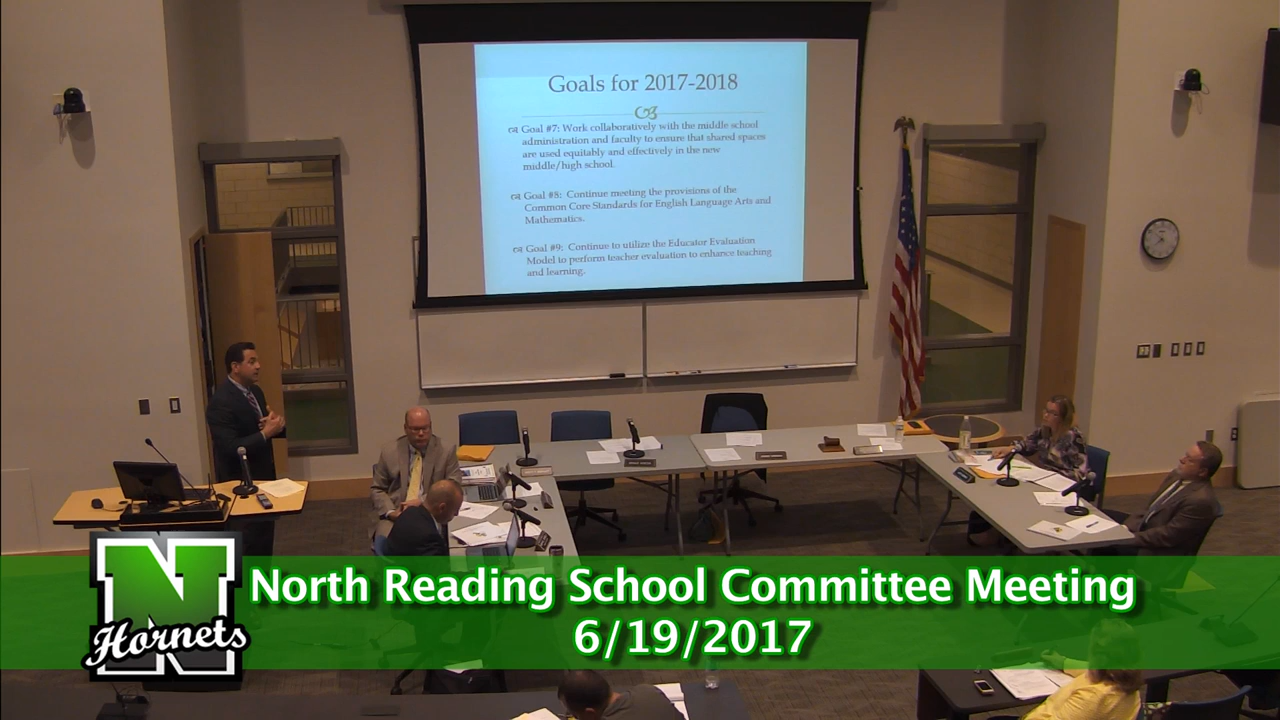 Goals for 2017-2018
Goal #7: Work collaboratively with the middle school
administration and faculty to ensure that shared spaces
are used equitably and effectively in the new
middle/high school.
Goal #8: Continue meeting the provisions of the
Common Core Standards for English Language Arts and
Mathematics.
Goal #9: Continue to utilize the Educator Evaluation
Model to perform teacher evaluation to enhance teaching
and learning.
N
Hornets
North Reading School Committee Meeting
6/19/2017